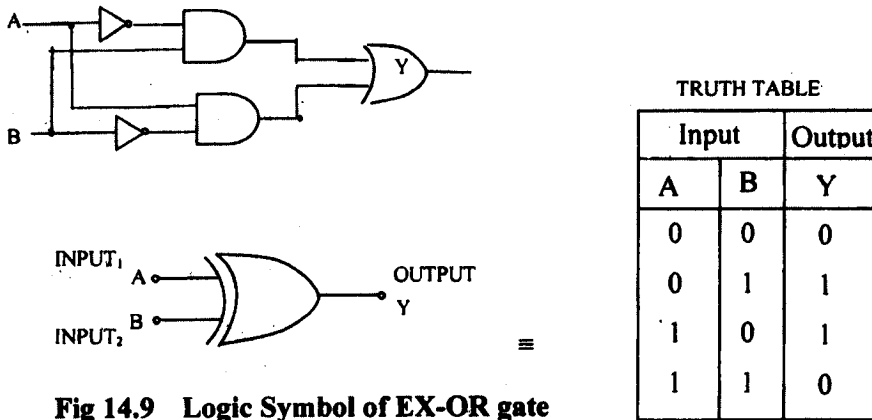 A
B
Y
INPUT₁
A
OUTPUT
Y
B
INPUT₂
≡
Fig 14.9 Logic Symbol of EX-OR gate
TRUTH TABLE
Input Output
A B Y
0 0 0
0 1 1
1 0 1
1 1 0